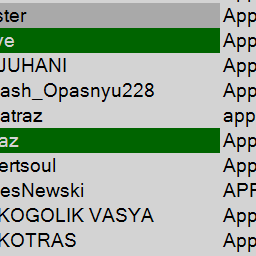 ster App
ve App
JUHANI App
ash_Opasnyu228 App
atraz app
az App
ertsoul App
esNewski APP
KOGOLIK VASYA App
KOTRAS App